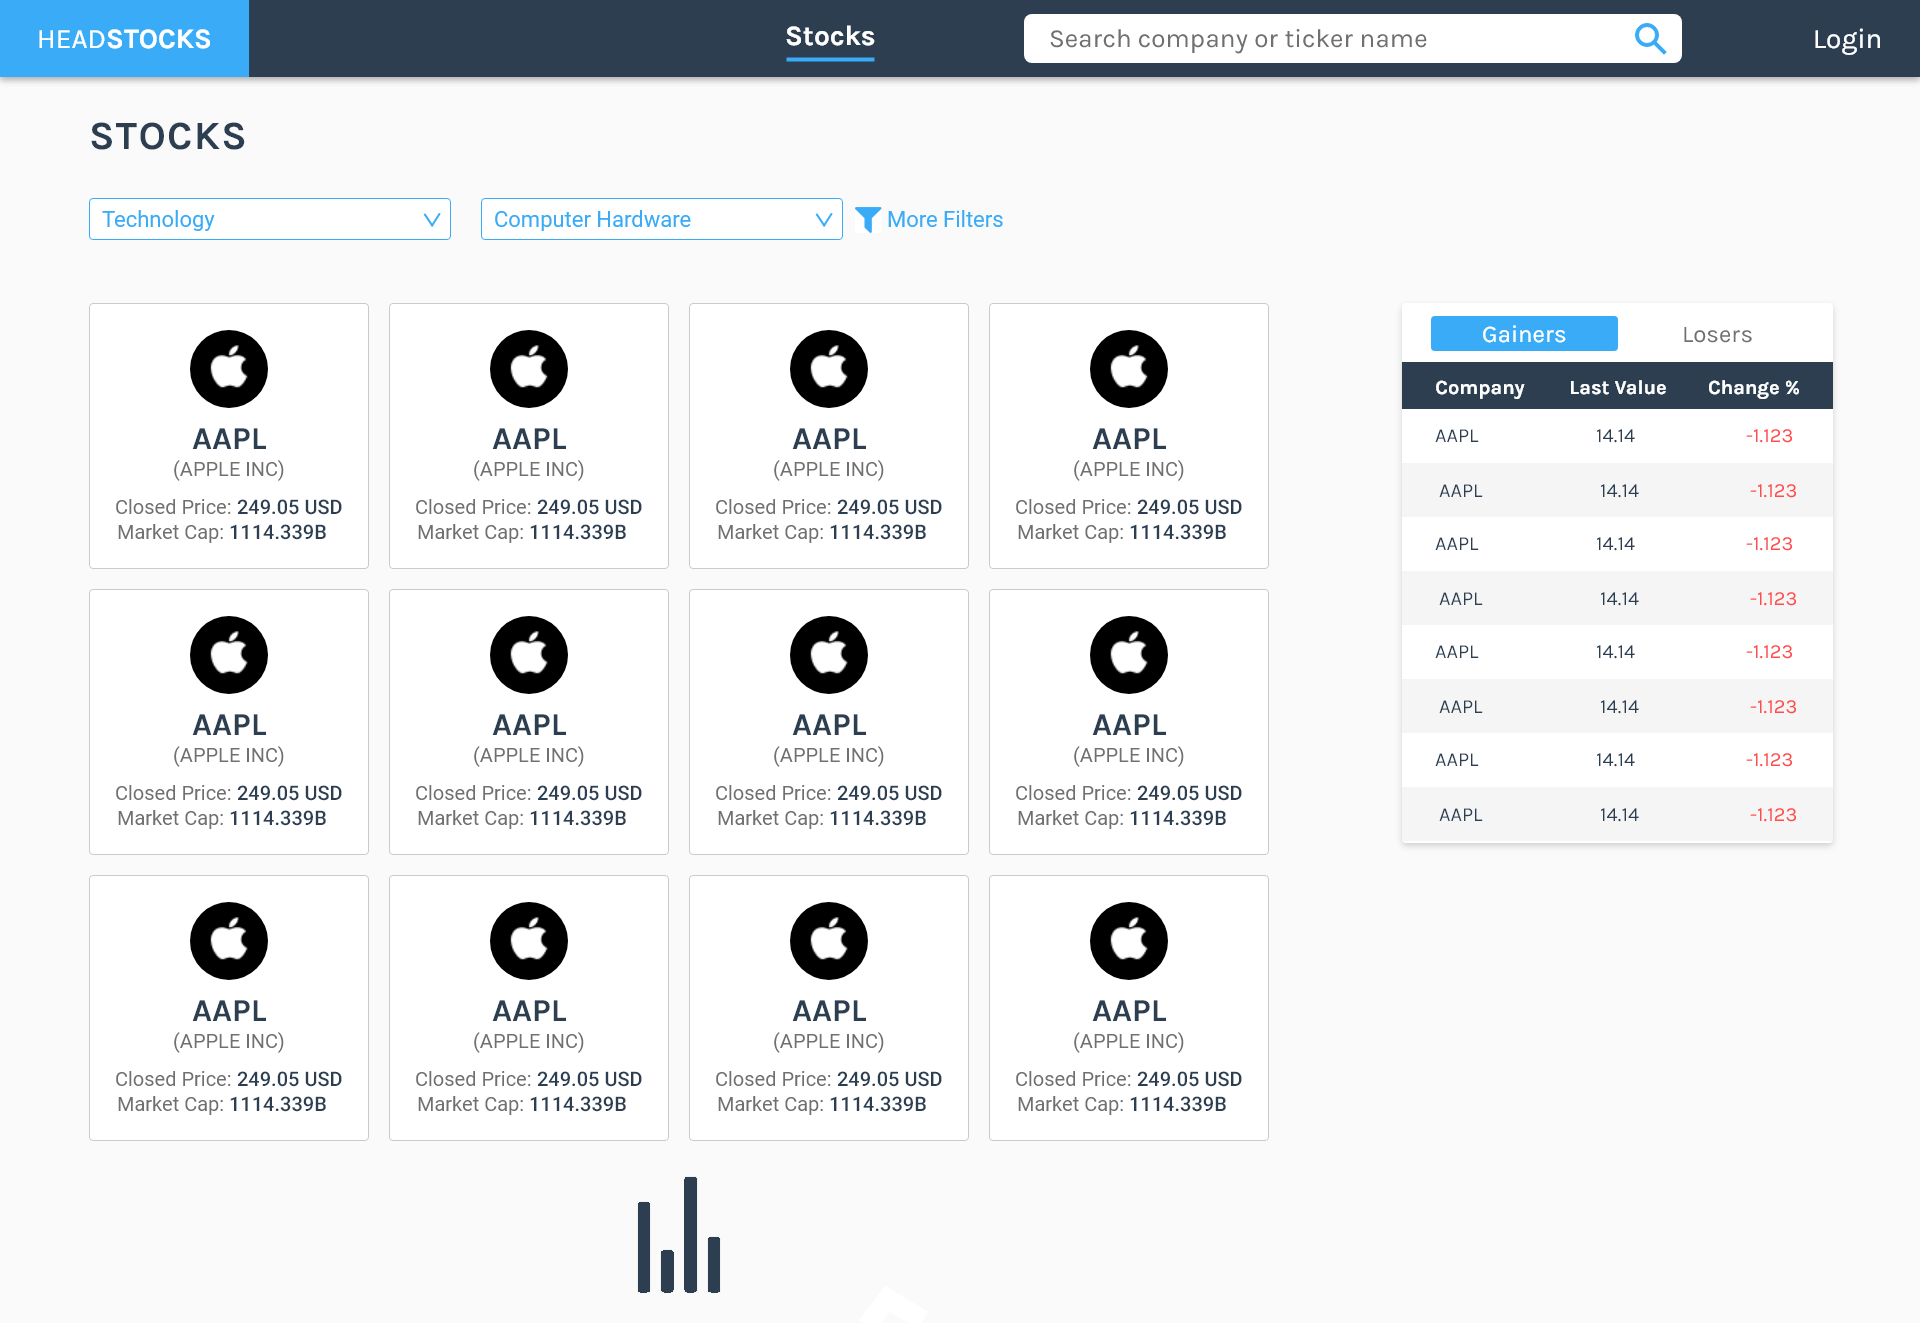 HEADSTOCKS
Stocks
Search company or ticker name
Login
STOCKS
Technology
Computer Hardware
More Filters
AAPL AAPL AAPL AAPL
(APPLE INC) (APPLE INC) (APPLE INC) (APPLE INC)
Closed Price: 249.05 USD Closed Price: 249.05 USD Closed Price: 249.05 USD Closed Price: 249.05 USD
Market Cap: 1114.339B Market Cap: 1114.339B Market Cap: 1114.339B Market Cap: 1114.339B
AAPL AAPL AAPL AAPL
(APPLE INC) (APPLE INC) (APPLE INC) (APPLE INC)
Closed Price: 249.05 USD Closed Price: 249.05 USD Closed Price: 249.05 USD Closed Price: 249.05 USD
Market Cap: 1114.339B Market Cap: 1114.339B Market Cap: 1114.339B Market Cap: 1114.339B
AAPL AAPL AAPL AAPL
(APPLE INC) (APPLE INC) (APPLE INC) (APPLE INC)
Closed Price: 249.05 USD Closed Price: 249.05 USD Closed Price: 249.05 USD Closed Price: 249.05 USD
Market Cap: 1114.339B Market Cap: 1114.339B Market Cap: 1114.339B Market Cap: 1114.339B
Gainers Losers
Company Last Value Change %
AAPL 14.14 -1.123
AAPL 14.14 -1.123
AAPL 14.14 -1.123
AAPL 14.14 -1.123
AAPL 14.14 -1.123
AAPL 14.14 -1.123
AAPL 14.14 -1.123
AAPL 14.14 -1.123